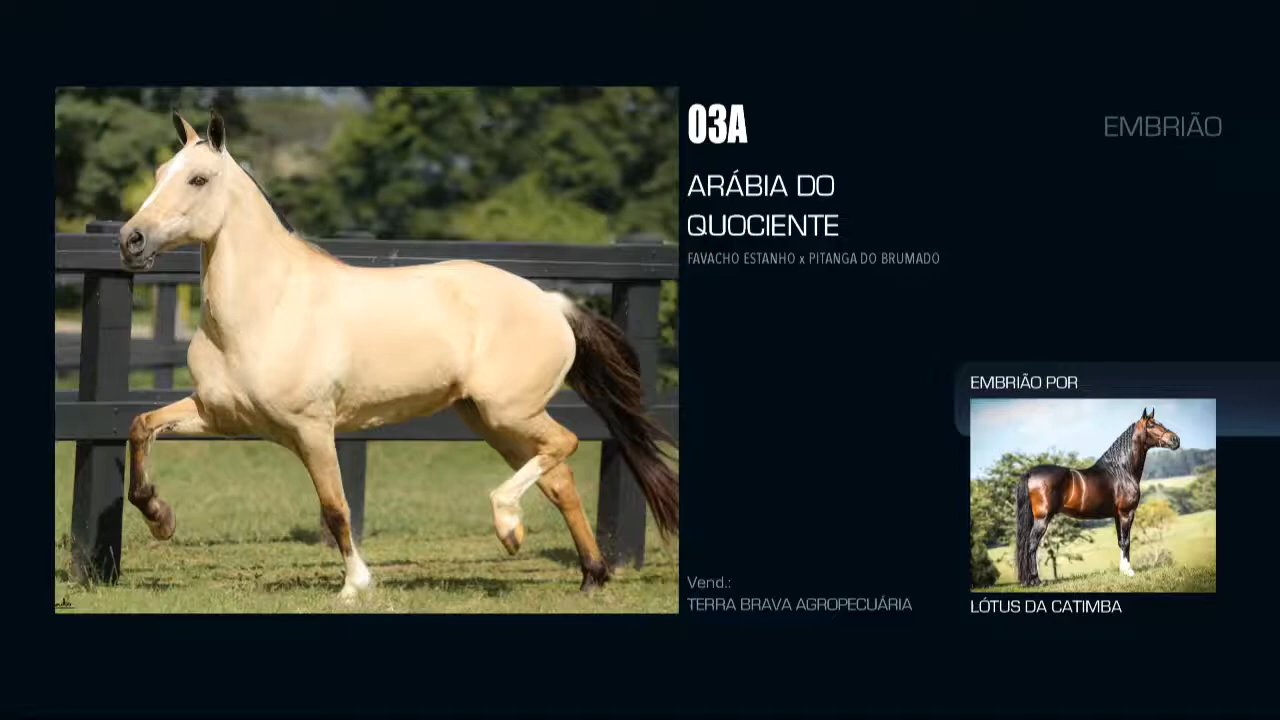 03A
EMBRIÃO
ARÁBIA DO
QUOCIENTE
FAVACHO ESTANHO x PITANGA DO BRUMADO
EMBRIÃO POR
LÓTUS DA CATIMBA
Vend.:
TERRA BRAVA AGROPECUÁRIA